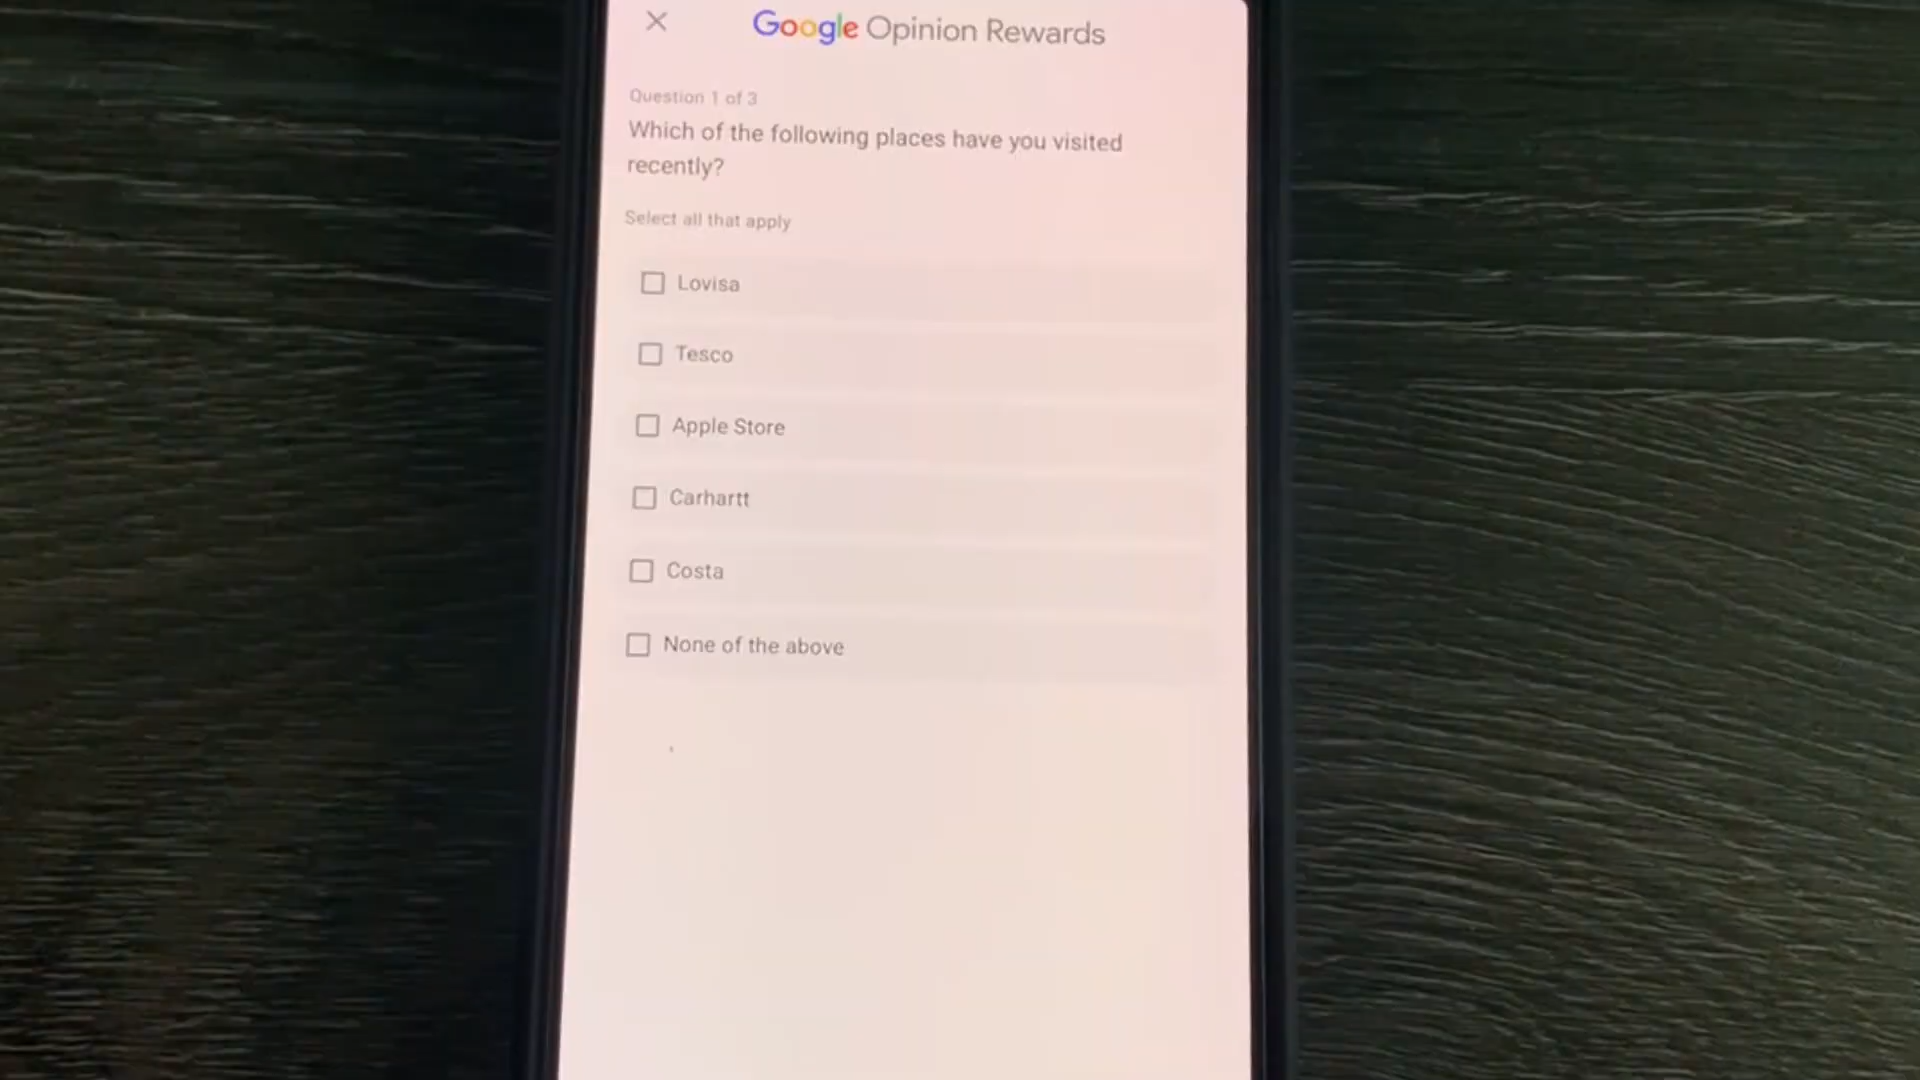 Google Opinion Rewards
Question 1 of 3
Which of the following places have you visited
recently?
Select all that apply
Lovisa
Tesco
Apple Store
Carhartt
Costa
None of the above